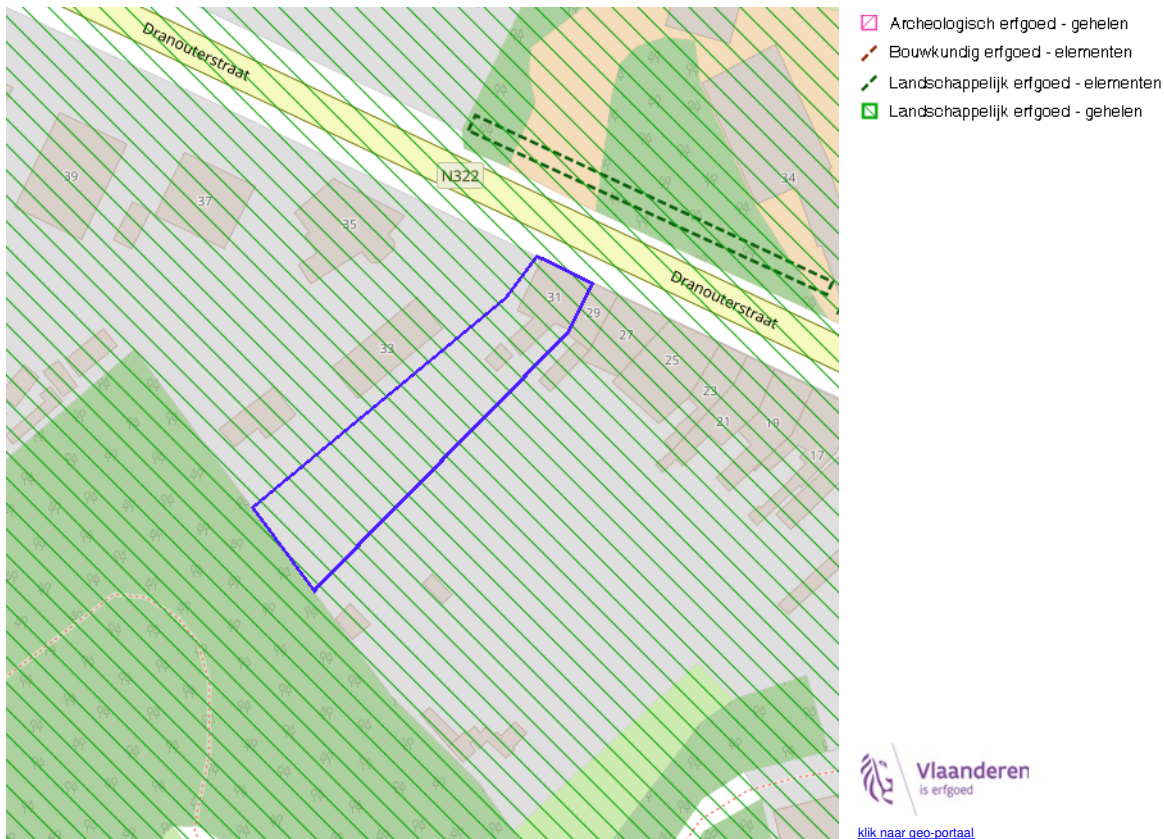 Dranouterstraat
N322
39
37
35
34
31
29
33
27
25
23
21
19
17
Dranouterstraat
Archeologisch erfgoed - gehelen
Bouwkundig erfgoed - elementen
Landschappelijk erfgoed - elementen
Landschappelijk erfgoed - gehelen
Vlaanderen
is erfgoed
klik naar geo-portaal